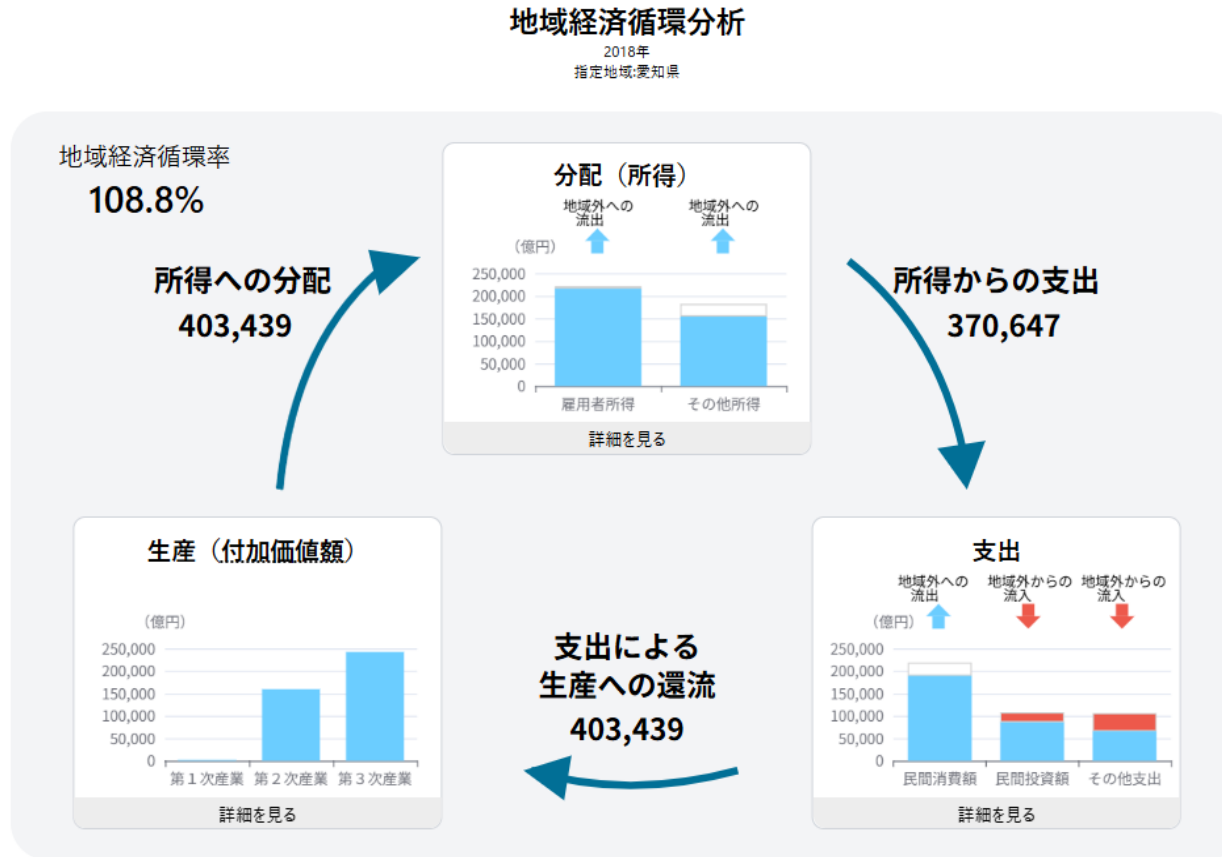 地域経済循環分析
2018年
指定地域:愛知県
地域経済循環率
108.8%
所得への分配
403,439
分配（所得）
地域外への
流出
地域外への
流出
（億円）
250,000
200,000
150,000
100,000
50,000
0
雇用者所得
その他所得
詳細を見る
所得からの支出
370,647
生産（付加価値額）
（億円）
250,000
200,000
150,000
100,000
50,000
0
第１次産業
第２次産業
第３次産業
詳細を見る
支出による
生産への還流
403,439
支出
地域外への
流出
地域外からの
流入
地域外からの
流入
（億円）
250,000
200,000
150,000
100,000
50,000
0
民間消費額
民間投資額
その他支出
詳細を見る